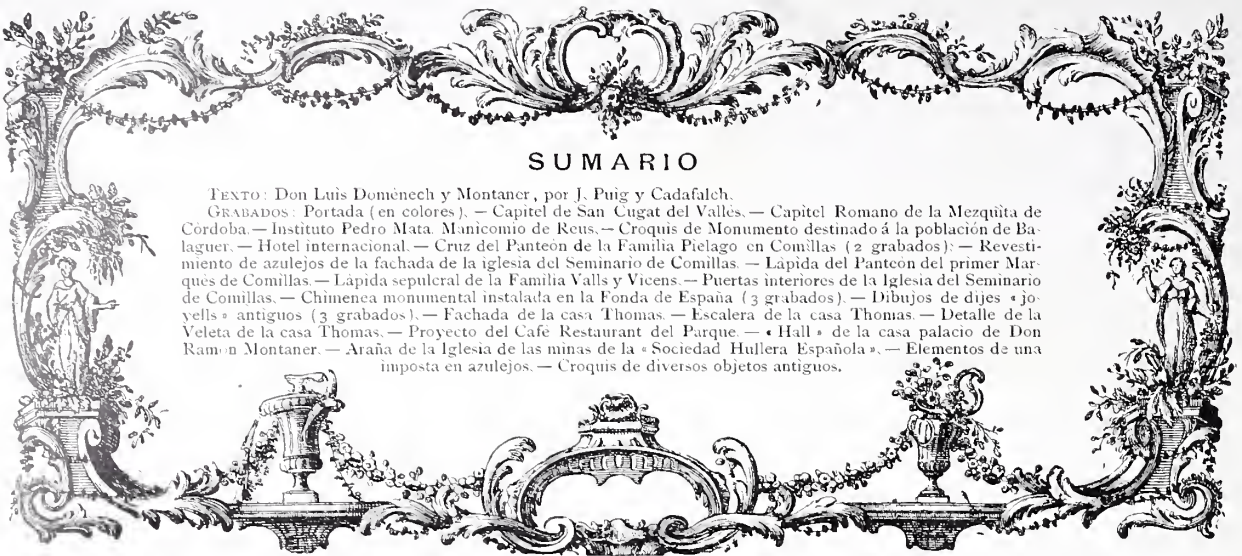 SUMARIO
TEXTO: Don Luis Doménech y Montaner, por J. Puig y Cadafalch.
GRABADOS: Portada (en colores). — Capitel de San Cugat del Vallés. — Capitel Romano de la Mezquita de
Córdoba. — Instituto Pedro Mata. Manicomio de Reus. — Croquis de Monumento destinado á la población de Ba-
laguer. — Hotel internacional. — Cruz del Panteón de la Familia Pielago en Comillas (2 grabados). — Revesti-
miento de azulejos de la fachada de la iglesia del Seminario de Comillas. — Lápida del Panteón del primer Mar-
qués de Comillas. — Lápida sepulcral de la Familia Valls y Vicens. — Puertas interiores de la Iglesia del Seminario
de Comillas. — Chimenea monumental instalada en la Fonda de España (3 grabados). — Dibujos de dijes « jo-
yells » antiguos (3 grabados). — Fachada de la casa Thomas. — Escalera de la casa Thomas. — Detalle de la
Veleta de la casa Thomas. — Proyecto del Café Restaurant del Parque. — « Hall » de la casa palacio de Don
Ramón Montaner. — Araña de la Iglesia de las minas de la « Sociedad Hullera Española ». — Elementos de una
imposta en azulejos. — Croquis de diversos objetos antiguos.